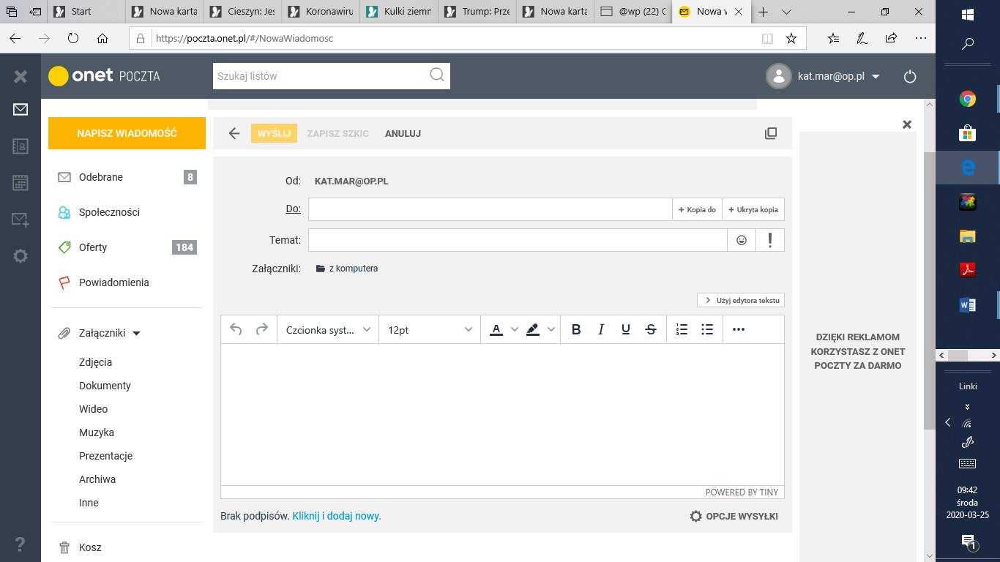 Start
Nowa karta
Cieszyn: Jes
Koronawiru
Kulki ziemn
Trump: Prze
Nowa karta
@wp (22) O
Nowa w
https://poczta.onet.pl/#/NowaWiadomosc
onet POCZTA
Szukaj listów
kat.mar@op.pl
NAPISZ WIADOMOŚĆ
WYŚLIJ
ZAPISZ SZKIC
ANULUJ
Odebrane
8
Społeczności
Oferty
184
Powiadomienia
Załączniki
Zdjęcia
Dokumenty
Wideo
Muzyka
Prezentacje
Archiwa
Inne
Kosz
Od: KAT.MAR@OP.PL
Do:
+ Kopia do
+ Ukryta kopia
Temat:
Załączniki: z komputera
Użyj edytora tekstu
Czcionka syst...
12pt
A
B I U S
POWERED BY TINY
Brak podpisów. Kliknij i dodaj nowy.
OPCJE WYSYŁKI
DZIĘKI REKLAMOM
KORZYSTASZ Z ONET
POCZTY ZA DARMO
Linki
09:42
środa
2020-03-25
1